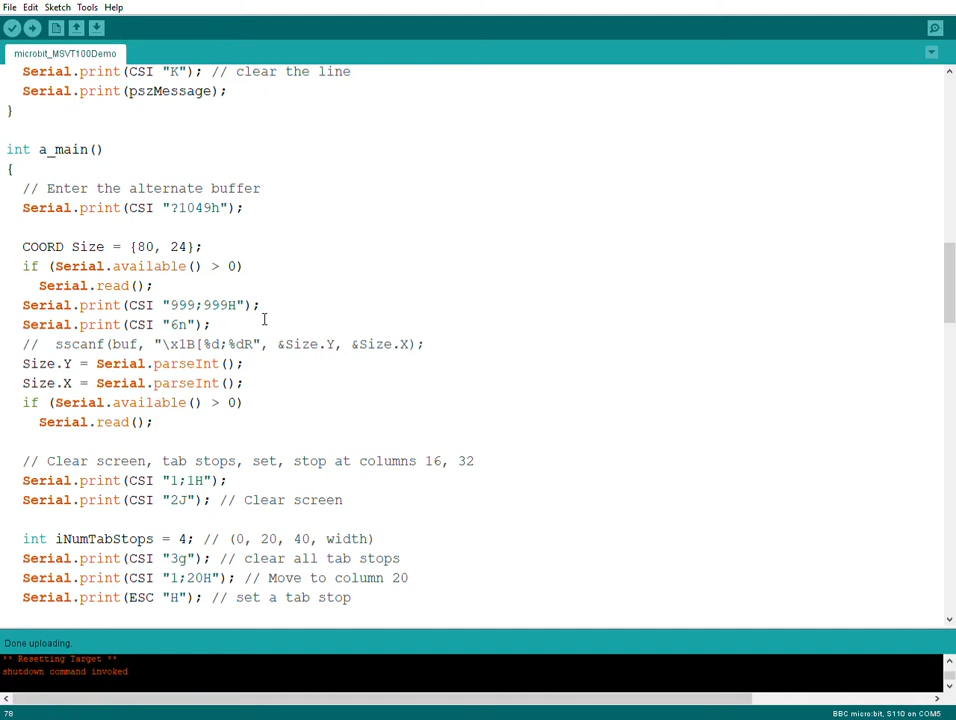 File Edit Sketch Tools Help
microbit_MSVT100Demo
Serial.print(CSI "K"); // clear the line
Serial.print(pszMessage);
}
int a_main()
{
// Enter the alternate buffer
Serial.print(CSI "?1049h");
COORD Size = {80, 24};
if (Serial.available() > 0)
Serial.read();
Serial.print(CSI "999;999H");
Serial.print(CSI "6n");
// sscanf(buf, "\x1B[%d;%dR", &Size.Y, &Size.X);
Size.Y = Serial.parseInt();
Size.X = Serial.parseInt();
if (Serial.available() > 0)
Serial.read();
// Clear screen, tab stops, set, stop at columns 16, 32
Serial.print(CSI "1;1H");
Serial.print(CSI "2J"); // Clear screen
int iNumTabStops = 4; // (0, 20, 40, width)
Serial.print(CSI "3g"); // clear all tab stops
Serial.print(CSI "1;20H"); // Move to column 20
Serial.print(ESC "H"); // set a tab stop
Done uploading.
** Resetting Target **
shutdown command invoked
78
BBC micro:bit, S110 on COM5